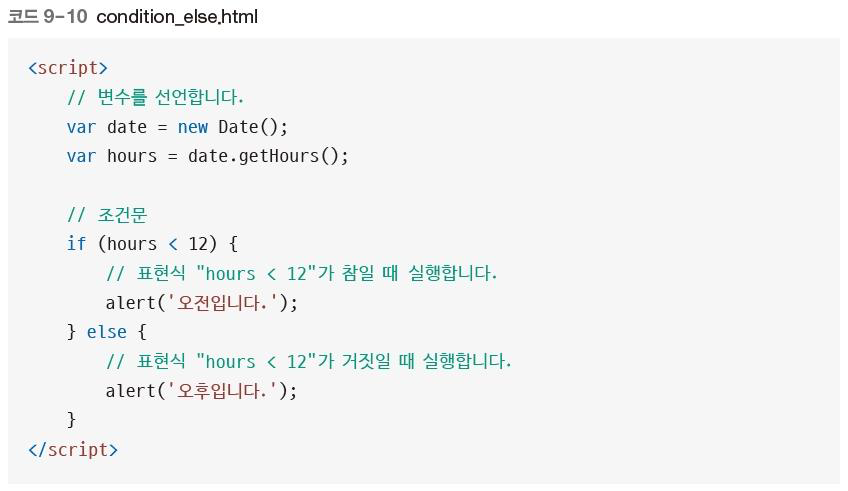 코드 9-10 condition_else.html
<script>
// 변수를 선언합니다.
var date = new Date();
var hours = date.getHours();
// 조건문
if (hours < 12) {
// 표현식 "hours < 12"가 참일 때 실행합니다.
alert('오전입니다.');
} else {
// 표현식 "hours < 12"가 거짓일 때 실행합니다.
alert('오후입니다.');
}
</script>